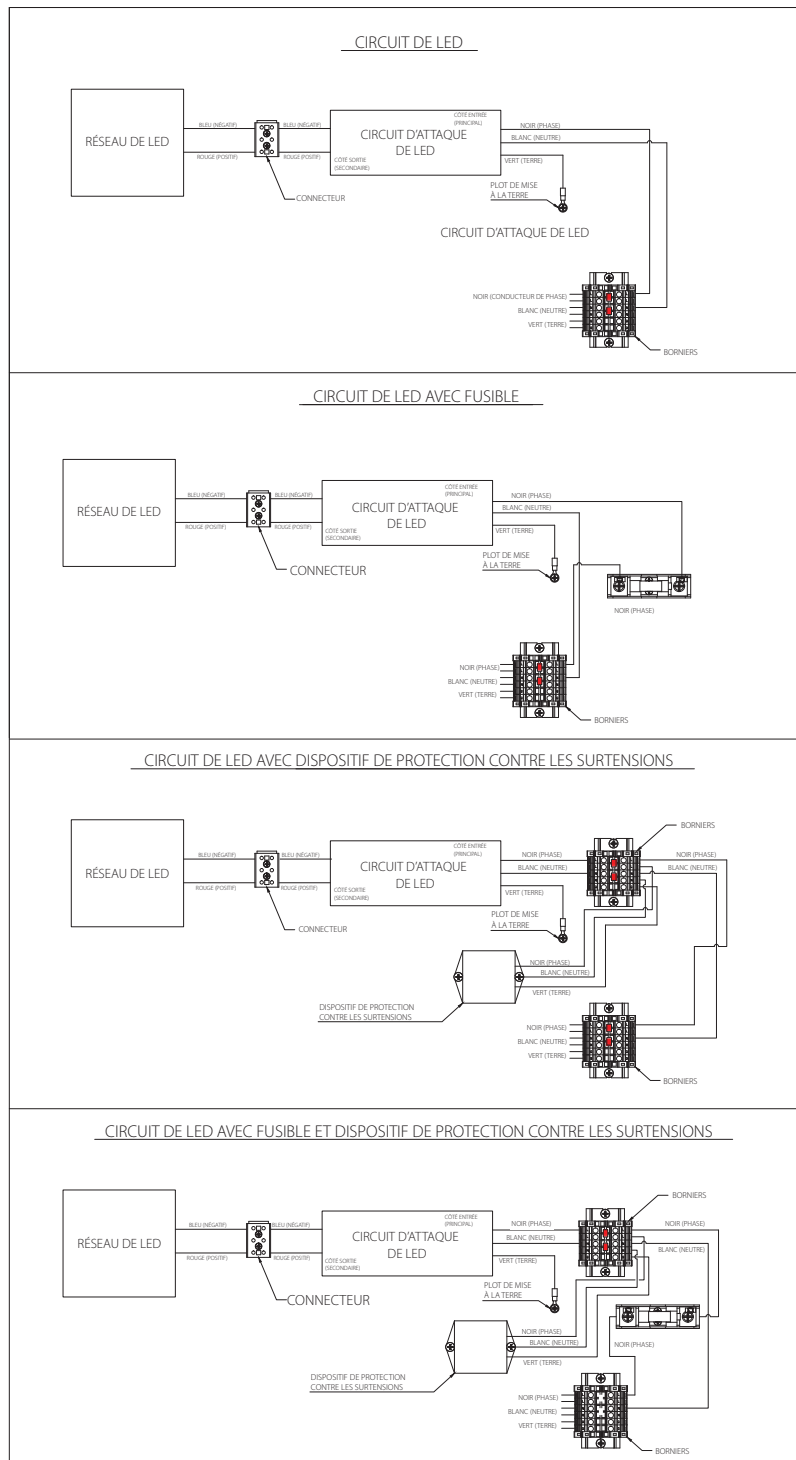 CIRCUIT DE LED
RÉSEAU DE LED
BLEU (NÉGATIF)
BLEU (NÉGATIF)
ROUGE (POSITIF)
ROUGE (POSITIF)
CONNECTEUR
CÔTÉ ENTRÉE
(PRINCIPAL)
CIRCUIT D'ATTAQUE
DE LED
CÔTÉ SORTIE
(SECONDAIRE)
NOIR (PHASE)
BLANC (NEUTRE)
VERT (TERRE)
PLOT DE MISE
À LA TERRE
CIRCUIT D'ATTAQUE DE LED
NOIR (CONDUCTEUR DE PHASE)
BLANC (NEUTRE)
VERT (TERRE)
BORNIERS
CIRCUIT DE LED AVEC FUSIBLE
RÉSEAU DE LED
BLEU (NÉGATIF)
BLEU (NÉGATIF)
ROUGE (POSITIF)
ROUGE (POSITIF)
CONNECTEUR
CÔTÉ ENTRÉE
(PRINCIPAL)
CIRCUIT D'ATTAQUE
DE LED
CÔTÉ SORTIE
(SECONDAIRE)
NOIR (PHASE)
BLANC (NEUTRE)
VERT (TERRE)
PLOT DE MISE
À LA TERRE
NOIR (PHASE)
NOIR (PHASE)
BLANC (NEUTRE)
VERT (TERRE)
BORNIERS
CIRCUIT DE LED AVEC DISPOSITIF DE PROTECTION CONTRE LES SURTENSIONS
RÉSEAU DE LED
BLEU (NÉGATIF)
BLEU (NÉGATIF)
ROUGE (POSITIF)
ROUGE (POSITIF)
CONNECTEUR
CÔTÉ ENTRÉE
(PRINCIPAL)
CIRCUIT D'ATTAQUE
DE LED
CÔTÉ SORTIE
(SECONDAIRE)
NOIR (PHASE)
BLANC (NEUTRE)
VERT (TERRE)
PLOT DE MISE
À LA TERRE
BORNIERS
NOIR (PHASE)
BLANC (NEUTRE)
NOIR (PHASE)
BLANC (NEUTRE)
VERT (TERRE)
DISPOSITIF DE PROTECTION
CONTRE LES SURTENSIONS
NOIR (PHASE)
BLANC (NEUTRE)
VERT (TERRE)
BORNIERS
CIRCUIT DE LED AVEC FUSIBLE ET DISPOSITIF DE PROTECTION CONTRE LES SURTENSIONS
RÉSEAU DE LED
BLEU (NÉGATIF)
BLEU (NÉGATIF)
ROUGE (POSITIF)
ROUGE (POSITIF)
CONNECTEUR
CÔTÉ ENTRÉE
(PRINCIPAL)
CIRCUIT D'ATTAQUE
DE LED
CÔTÉ SORTIE
(SECONDAIRE)
NOIR (PHASE)
BLANC (NEUTRE)
VERT (TERRE)
PLOT DE MISE
À LA TERRE
BORNIERS
NOIR (PHASE)
BLANC (NEUTRE)
NOIR (PHASE)
BLANC (NEUTRE)
VERT (TERRE)
NOIR (PHASE)
DISPOSITIF DE PROTECTION
CONTRE LES SURTENSIONS
NOIR (PHASE)
BLANC (NEUTRE)
VERT (TERRE)
BORNIERS